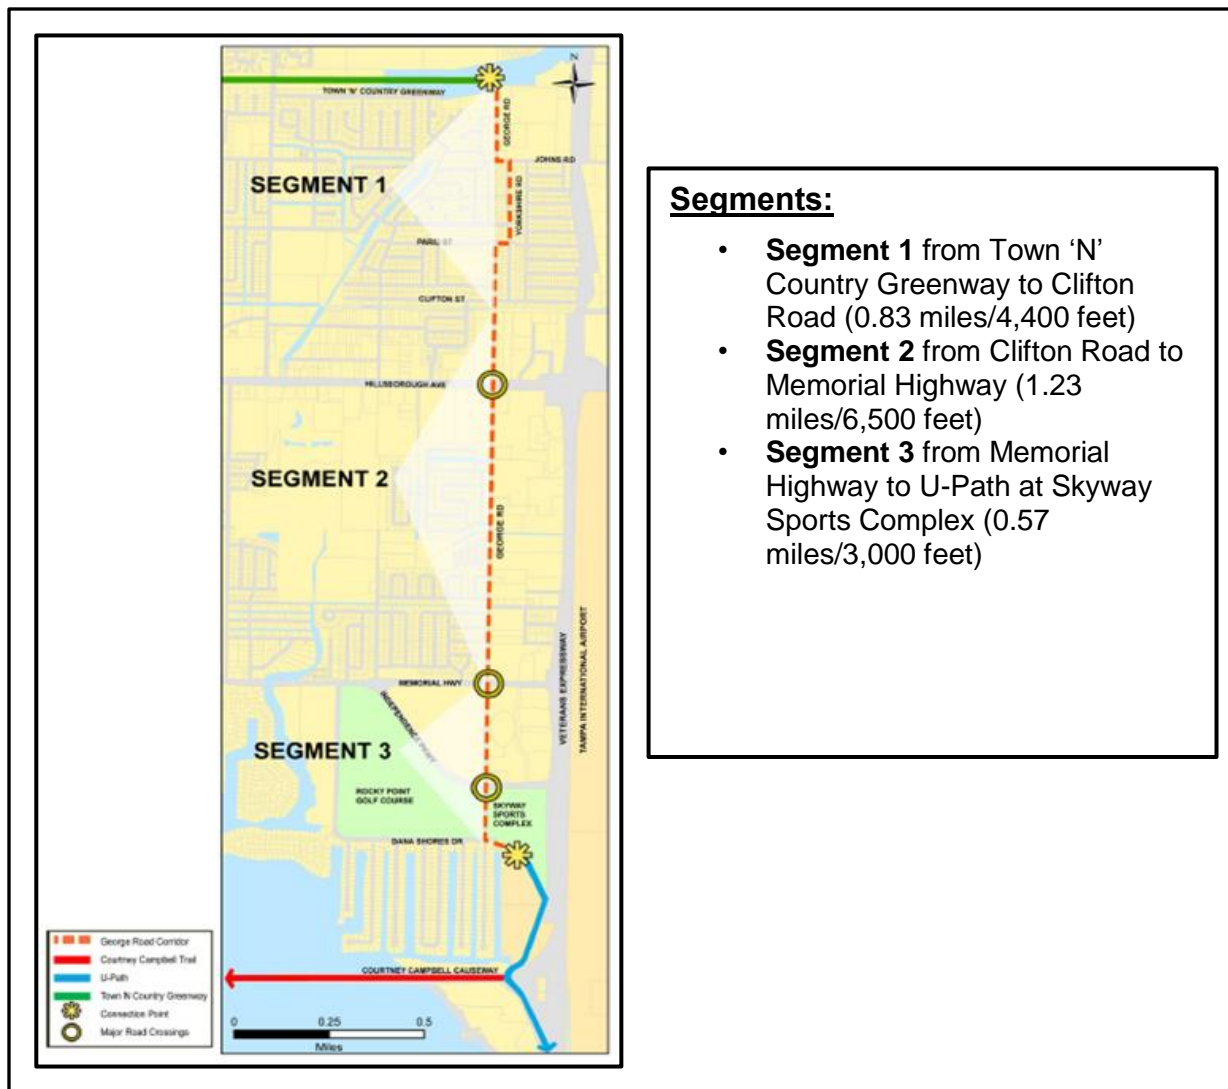 N
TOWN 'N' COUNTRY GREENWAY
GEORGE RD
JOHNS RD
SEGMENT 1
YORKSHIRE RD
PARIS ST
CLIFTON ST
HILLSBOROUGH AVE
SEGMENT 2
GEORGE RD
VETERANS EXPRESSWAY
TAMPA INTERNATIONAL AIRPORT
MEMORIAL HWY
INDEPENDENCE PKWY
SEGMENT 3
ROCKY POINT
GOLF COURSE
SKYWAY
SPORTS
COMPLEX
DANA SHORES DR
COURTNEY CAMPBELL CAUSEWAY
George Road Corridor
Courtney Campbell Trail
U-Path
Town N Country Greenway
Connection Point
Major Road Crossings
0 0.25 0.5
Miles
Segments:
• Segment 1 from Town ‘N’
Country Greenway to Clifton
Road (0.83 miles/4,400 feet)
• Segment 2 from Clifton Road to
Memorial Highway (1.23
miles/6,500 feet)
• Segment 3 from Memorial
Highway to U-Path at Skyway
Sports Complex (0.57
miles/3,000 feet)